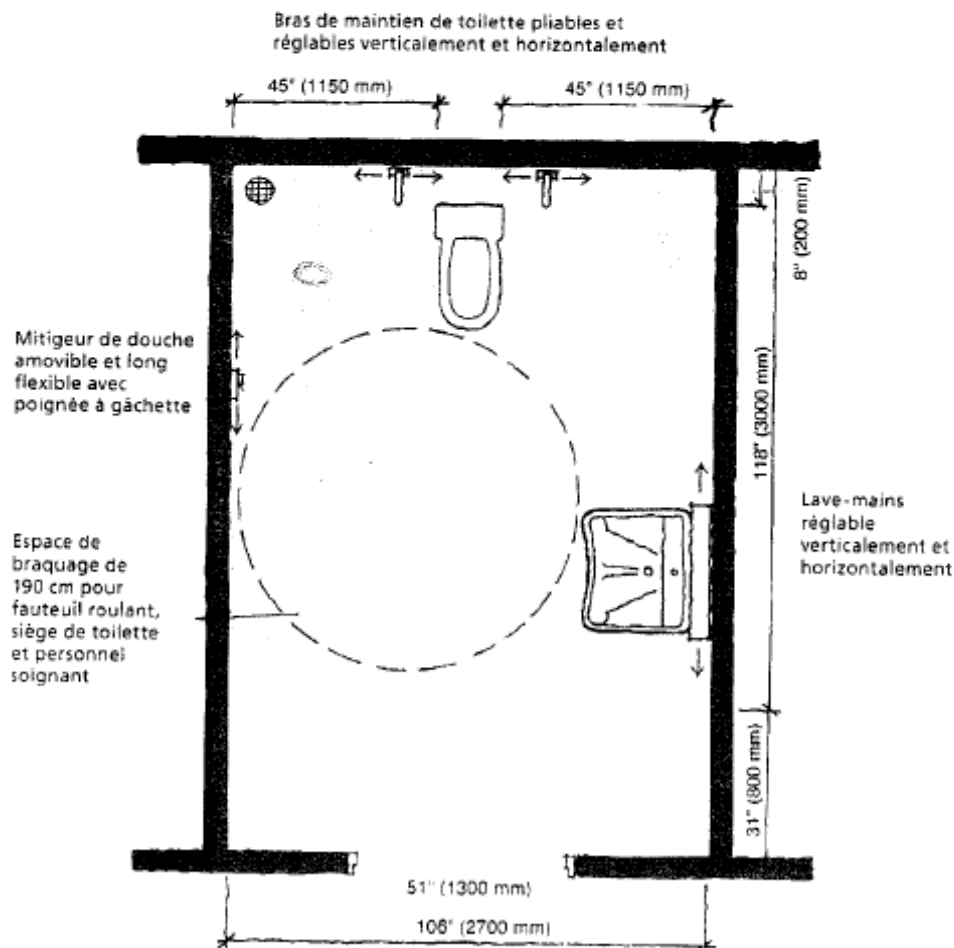 Bras de maintien de toilette pliables et
réglables verticalement et horizontalement
45" (1150 mm)
45" (1150 mm)
8" (200 mm)
Mitigeur de douche
amovible et long
flexible avec
poignée à gâchette
118" (3000 mm)
Lave-mains
réglable
verticalement et
horizontalement
Espace de
braquage de
190 cm pour
fauteuil roulant,
siège de toilette
et personnel
soignant
31" (800 mm)
51" (1300 mm)
106" (2700 mm)